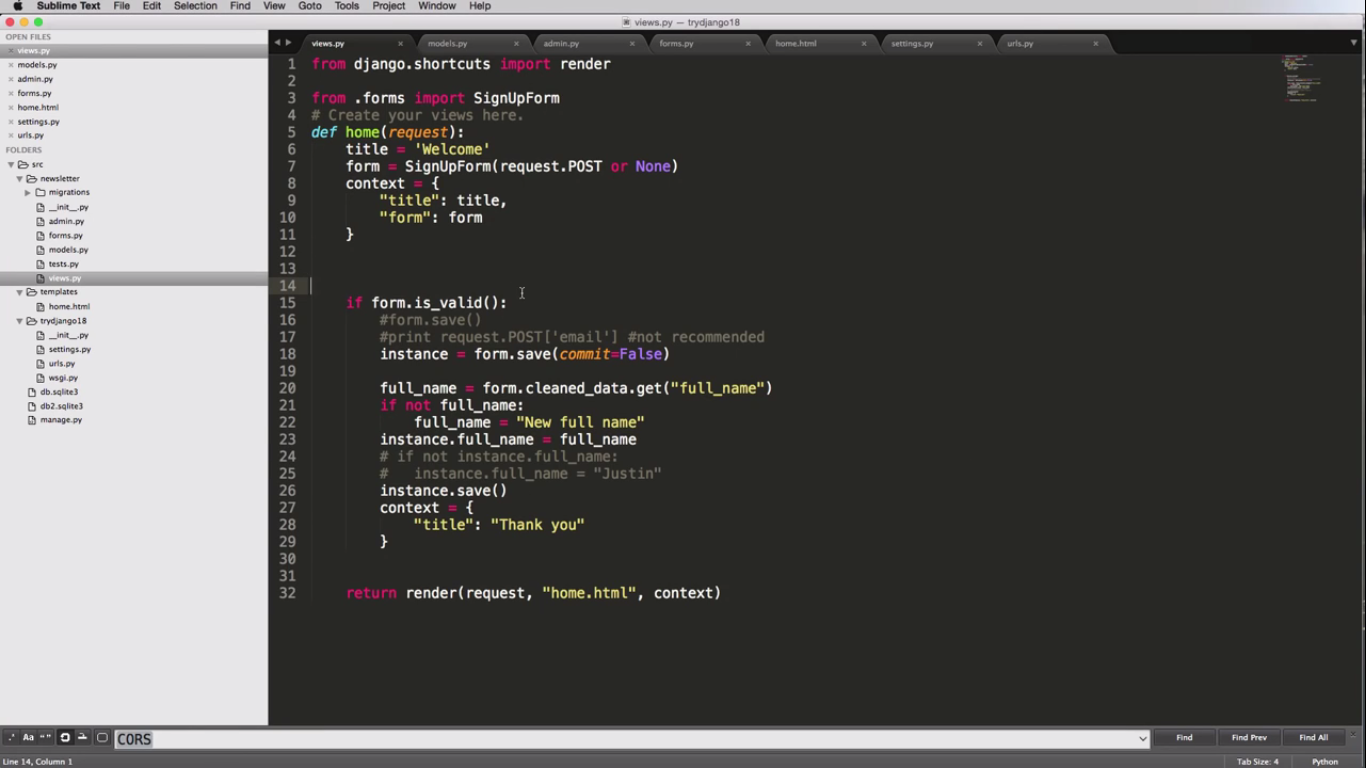 Sublime Text File Edit Selection Find View Goto Tools Project Window Help
views.py — trydjango18
OPEN FILES
views.py
models.py
admin.py
forms.py
home.html
settings.py
urls.py
FOLDERS
src
newsletter
migrations
__init__.py
admin.py
forms.py
models.py
tests.py
views.py
templates
home.html
trydjango18
__init__.py
settings.py
urls.py
wsgi.py
db.sqlite3
db2.sqlite3
manage.py
views.py models.py admin.py forms.py home.html settings.py urls.py
1 from django.shortcuts import render
2
3 from .forms import SignUpForm
4 # Create your views here.
5 def home(request):
6 title = 'Welcome'
7 form = SignUpForm(request.POST or None)
8 context = {
9 "title": title,
10 "form": form
11 }
12
13
14
15 if form.is_valid():
16 #form.save()
17 #print request.POST['email'] #not recommended
18 instance = form.save(commit=False)
19
20 full_name = form.cleaned_data.get("full_name")
21 if not full_name:
22 full_name = "New full name"
23 instance.full_name = full_name
24 # if not instance.full_name:
25 # instance.full_name = "Justin"
26 instance.save()
27 context = {
28 "title": "Thank you"
29 }
30
31
32 return render(request, "home.html", context)
.* Aa “” CORS Find Find Prev Find All
Line 14, Column 1 Tab Size: 4 Python